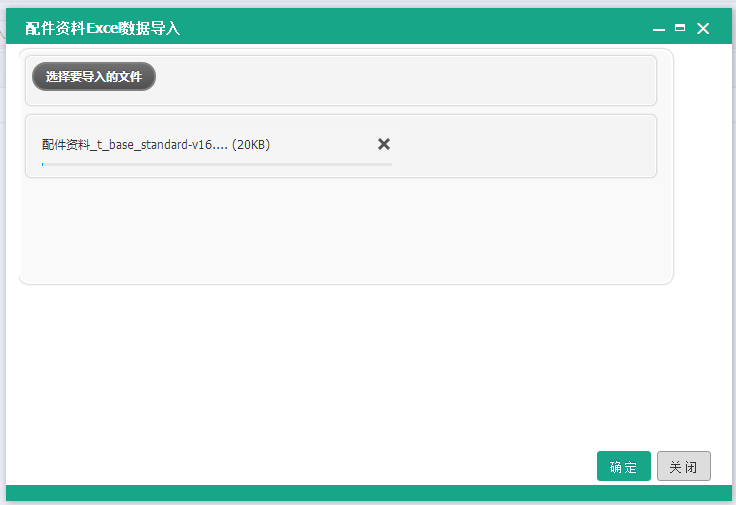 配件资料Excel数据导入
选择要导入的文件
配件资料_t_base_standard-v16.... (20KB)
确定 关闭